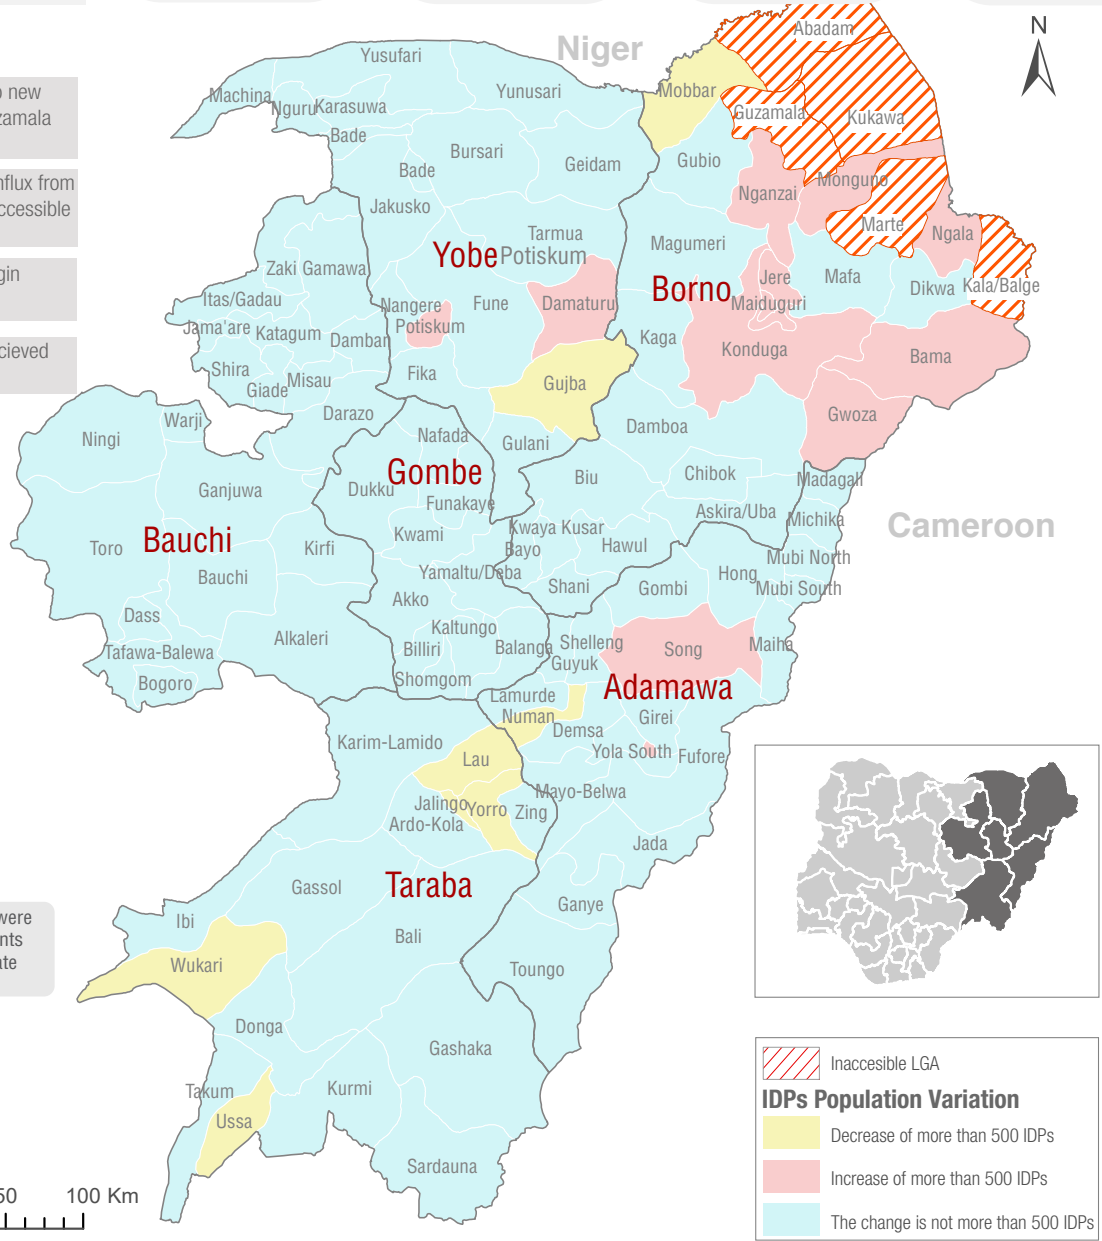 Niger
N
Abadam
Yusufari
Mobbar
Machina
Nguru
Karasuwa
Yunusari
Guzamala
Kukawa
new
zamala
Bade
Bursari
Geidam
Gubio
Bade
Nganzai
Monguno
nflux from
ccessible
Jakusko
Marte
Ngala
Tarmua
Yobe
Potiskum
Magumeri
Zaki
Gamawa
Borno
Jere
Mafa
Dikwa
Kala/Balge
gin
Itas/Gadau
Nangere
Fune
Damaturu
Maiduguri
Jama'are
Katagum
Potiskum
Damban
Kaga
Konduga
Bama
cieved
Shira
Giade
Misau
Fika
Gujba
Gwoza
Darazo
Warji
Ningi
Nafada
Gulani
Damboa
Gombe
Biu
Chibok
Madagali
Ganjuwa
Dukku
Funakaye
Askira/Uba
Michika
Cameroon
Toro
Bauchi
Kirfi
Kwami
Kwaya Kusar
Bayo
Hawul
Mubi North
Bauchi
Yamaltu/Deba
Shani
Gombi
Hong
Mubi South
Dass
Akko
Kaltungo
Alkaleri
Billiri
Balanga
Shelleng
Song
Maiha
Tafawa-Balewa
Guyuk
Bogoro
Shomgom
Adamawa
Lamurde
Numan
Girei
Demsa
Karim-Lamido
Lau
Yola South
Fufore
Jalingo
Yorro
Zing
Mayo-Belwa
Ardo-Kola
Jada
Gassol
Taraba
Ganye
were
nts
ate
Ibi
Bali
Wukari
Toungo
Donga
Gashaka
Takum
Kurmi
Ussa
Sardauna
50
100 Km
Inaccesible LGA
IDPs Population Variation
Decrease of more than 500 IDPs
Increase of more than 500 IDPs
The change is not more than 500 IDPs